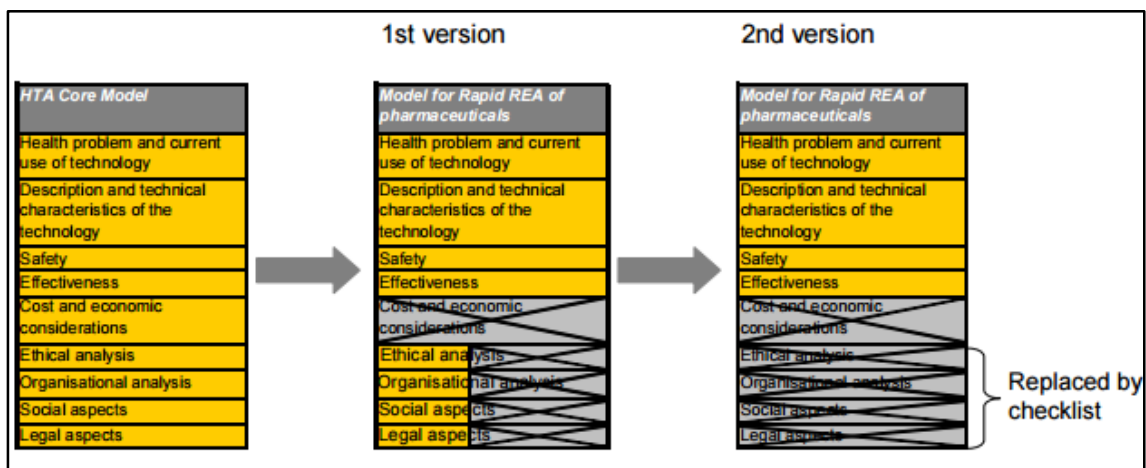 1st version
2nd version
HTA Core Model
Health problem and current
use of technology
Description and technical
characteristics of the
technology
Safety
Effectiveness
Cost and economic
considerations
Ethical analysis
Organisational analysis
Social aspects
Legal aspects
Model for Rapid REA of
pharmaceuticals
Health problem and current
use of technology
Description and technical
characteristics of the
technology
Safety
Effectiveness
Cost and economic
considerations
Ethical analysis
Organisational analysis
Social aspects
Legal aspects
Model for Rapid REA of
pharmaceuticals
Health problem and current
use of technology
Description and technical
characteristics of the
technology
Safety
Effectiveness
Cost and economic
considerations
Ethical analysis
Organisational analysis
Social aspects
Legal aspects
Replaced by
checklist